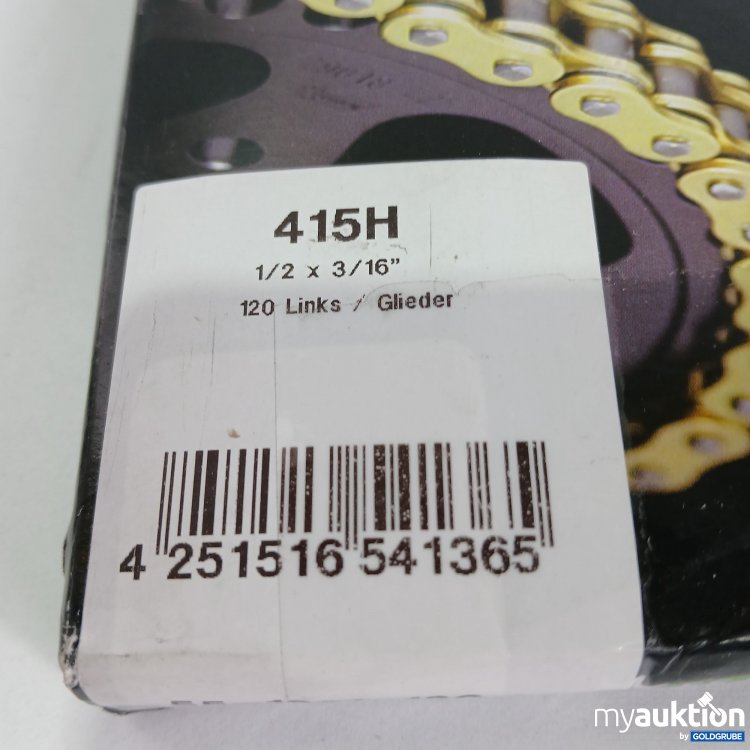 415H
1/2 x 3/16"
120 Links / Glieder
4 251516 541365
myauktion
by GOLDGRUBE